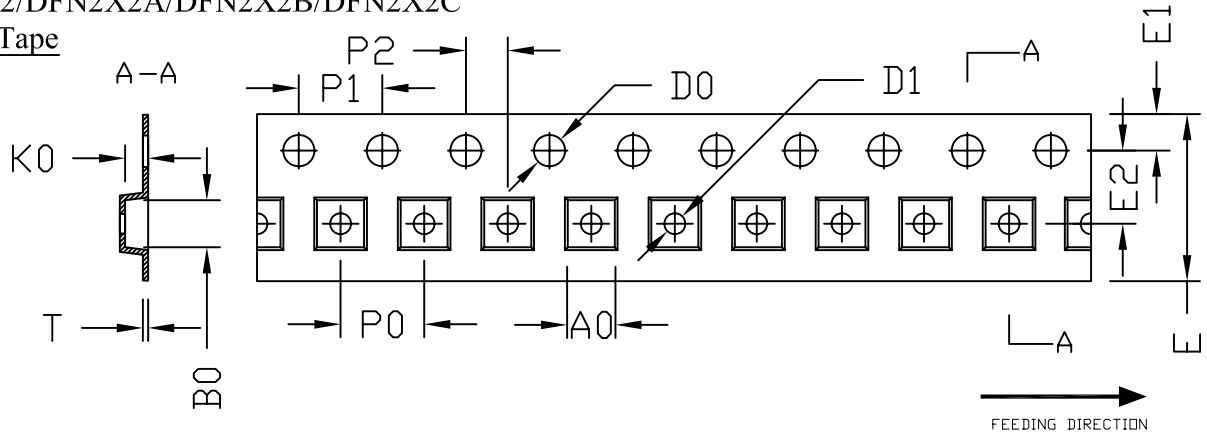 2/DFN2X2A/DFN2X2B/DFN2X2C
Tape
A-A
P2
P1
D0
D1
A
E1
K0
E2
T
P0
A0
A
E
B0
FEEDING DIRECTION